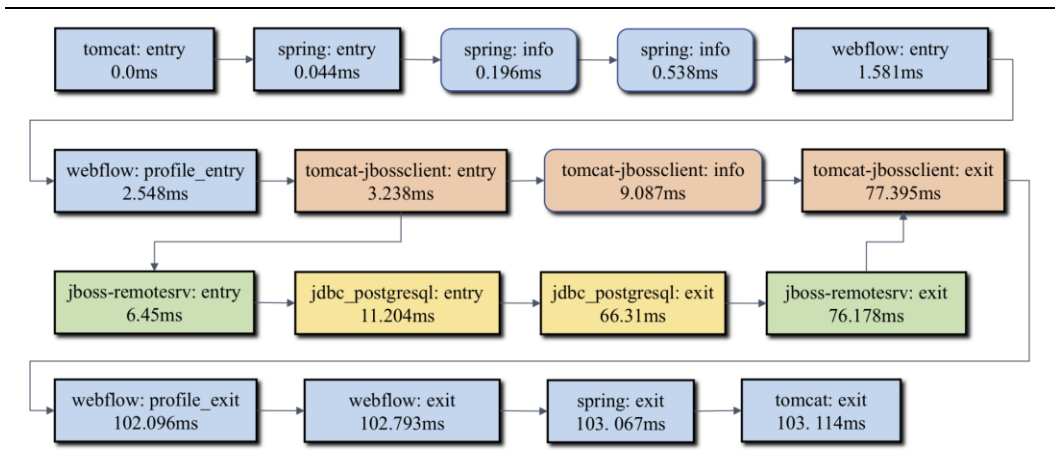 tomcat: entry
0.0ms
spring: entry
0.044ms
spring: info
0.196ms
spring: info
0.538ms
webflow: entry
1.581ms
webflow: profile_entry
2.548ms
tomcat-jbossclient: entry
3.238ms
tomcat-jbossclient: info
9.087ms
tomcat-jbossclient: exit
77.395ms
jboss-remotesrv: entry
6.45ms
jdbc_postgresql: entry
11.204ms
jdbc_postgresql: exit
66.31ms
jboss-remotesrv: exit
76.178ms
webflow: profile_exit
102.096ms
webflow: exit
102.793ms
spring: exit
103. 067ms
tomcat: exit
103. 114ms